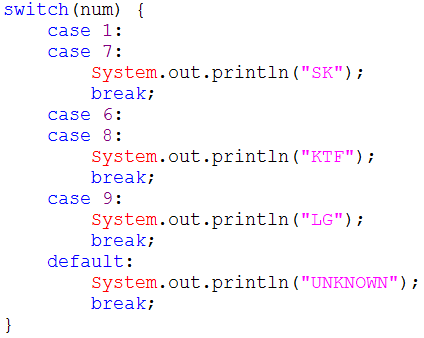 switch(num) {
    case 1:
    case 7:
        System.out.println("SK");
        break;
    case 6:
    case 8:
        System.out.println("KTF");
        break;
    case 9:
        System.out.println("LG");
        break;
    default:
        System.out.println("UNKNOWN");
        break;
}